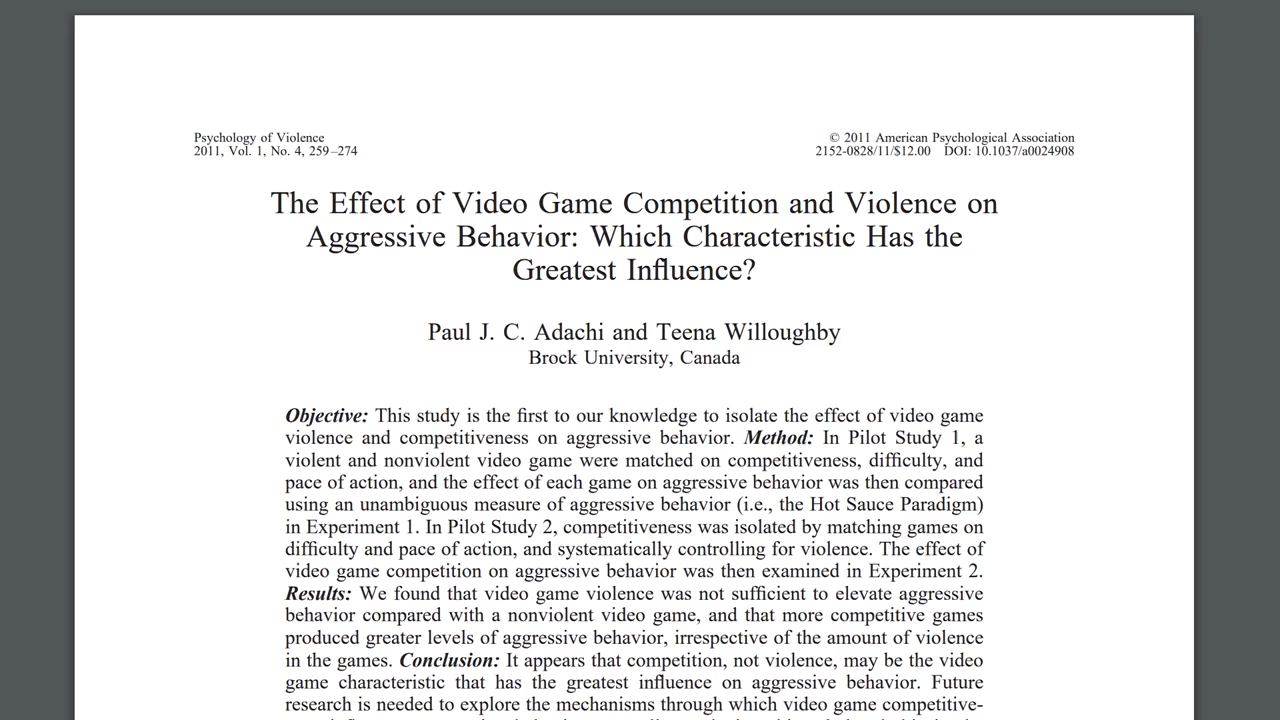 Psychology of Violence
2011, Vol. 1, No. 4, 259–274
© 2011 American Psychological Association
2152-0828/11/$12.00 DOI: 10.1037/a0024908
The Effect of Video Game Competition and Violence on
Aggressive Behavior: Which Characteristic Has the
Greatest Influence?
Paul J. C. Adachi and Teena Willoughby
Brock University, Canada
Objective: This study is the first to our knowledge to isolate the effect of video game
violence and competitiveness on aggressive behavior. Method: In Pilot Study 1, a
violent and nonviolent video game were matched on competitiveness, difficulty, and
pace of action, and the effect of each game on aggressive behavior was then compared
using an unambiguous measure of aggressive behavior (i.e., the Hot Sauce Paradigm)
in Experiment 1. In Pilot Study 2, competitiveness was isolated by matching games on
difficulty and pace of action, and systematically controlling for violence. The effect of
video game competition on aggressive behavior was then examined in Experiment 2.
Results: We found that video game violence was not sufficient to elevate aggressive
behavior compared with a nonviolent video game, and that more competitive games
produced greater levels of aggressive behavior, irrespective of the amount of violence
in the games. Conclusion: It appears that competition, not violence, may be the video
game characteristic that has the greatest influence on aggressive behavior. Future
research is needed to explore the mechanisms through which video game competitive-